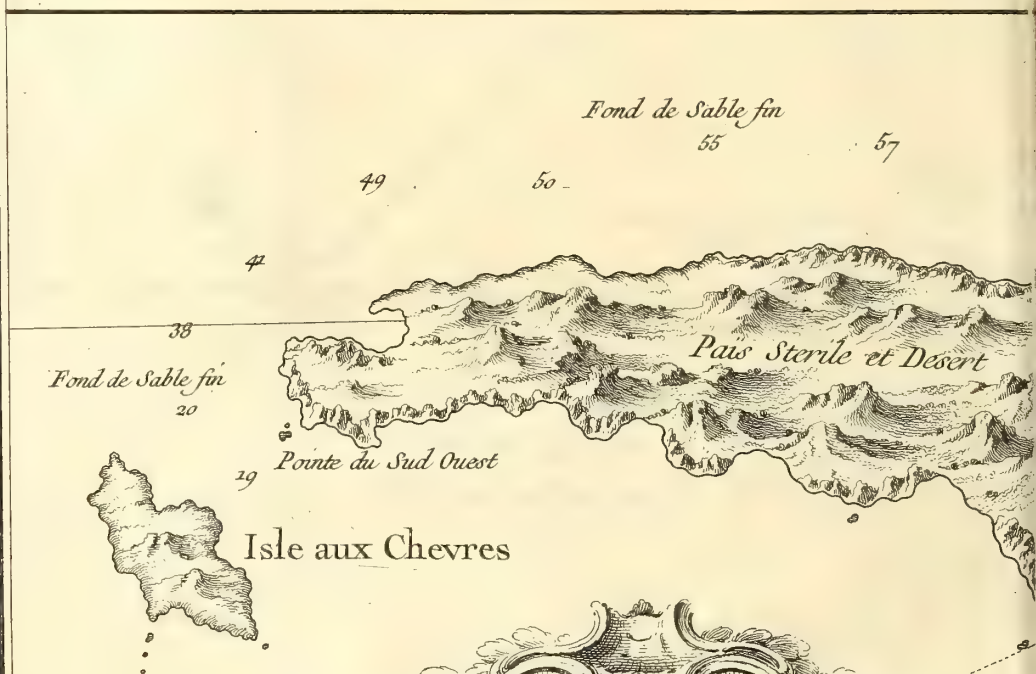 Fond de Sable fin
55
57
49
50
41
38
Païs Sterile et Desert
Fond de Sable fin
20
Pointe du Sud Ouest
19
Isle aux Chevres